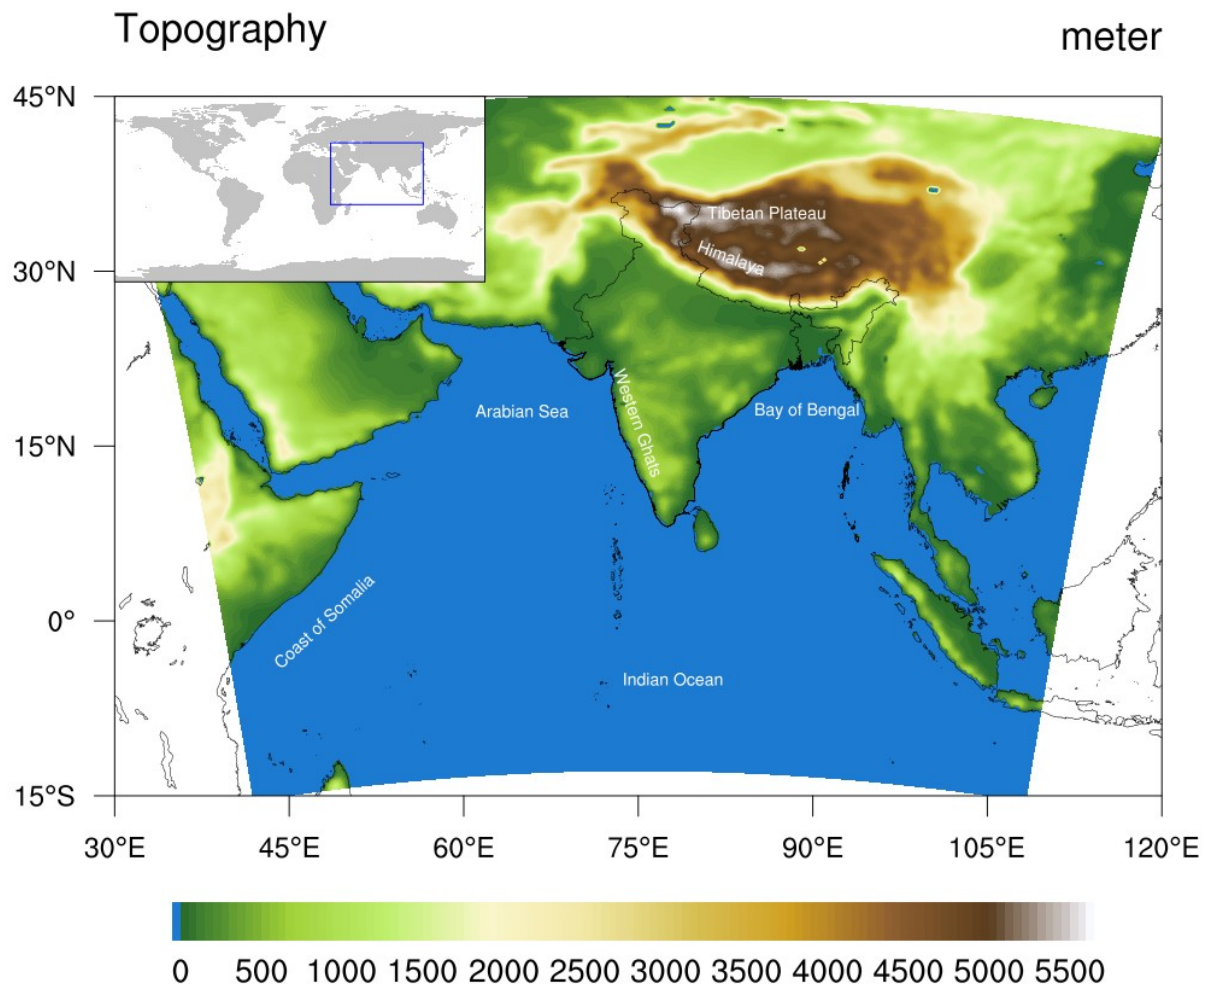 Topography
meter
45°N
30°N
15°N
0°
15°S
Tibetan Plateau
Himalaya
Arabian Sea
Western Ghats
Bay of Bengal
Coast of Somalia
Indian Ocean
30°E 45°E 60°E 75°E 90°E 105°E 120°E
0 500 1000 1500 2000 2500 3000 3500 4000 4500 5000 5500